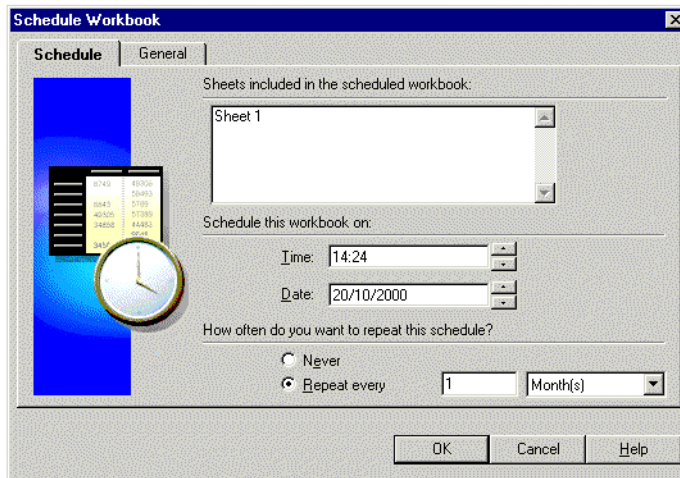 Schedule Workbook
Schedule General
Sheets included in the scheduled workbook:
Sheet 1
Schedule this workbook on:
Time: 14:24
Date: 20/10/2000
How often do you want to repeat this schedule?
Never
Repeat every 1 Month(s)
OK Cancel Help